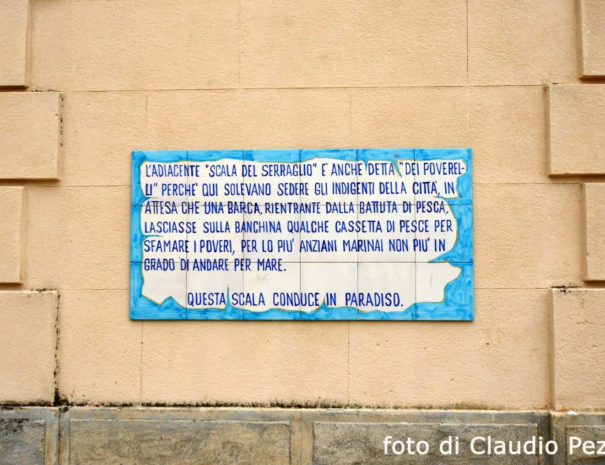 L'ADIACENTE "SCALA DEL SERRAGLIO" E' ANCHE DETTA "DEI POVEREL-
LI" PERCHE' QUI SOLEVANO SEDERE GLI INDIGENTI DELLA CITTÀ, IN
ATTESA CHE UNA BARCA, RIENTRANTE DALLA BATTUTA DI PESCA,
LASCIASSE SULLA BANCHINA QUALCHE CASSETTA DI PESCE PER
SFAMARE I POVERI, PER LO PIU' ANZIANI MARINAI NON PIU' IN
GRADO DI ANDARE PER MARE.
QUESTA SCALA CONDUCE IN PARADISO.
foto di Claudio Pez